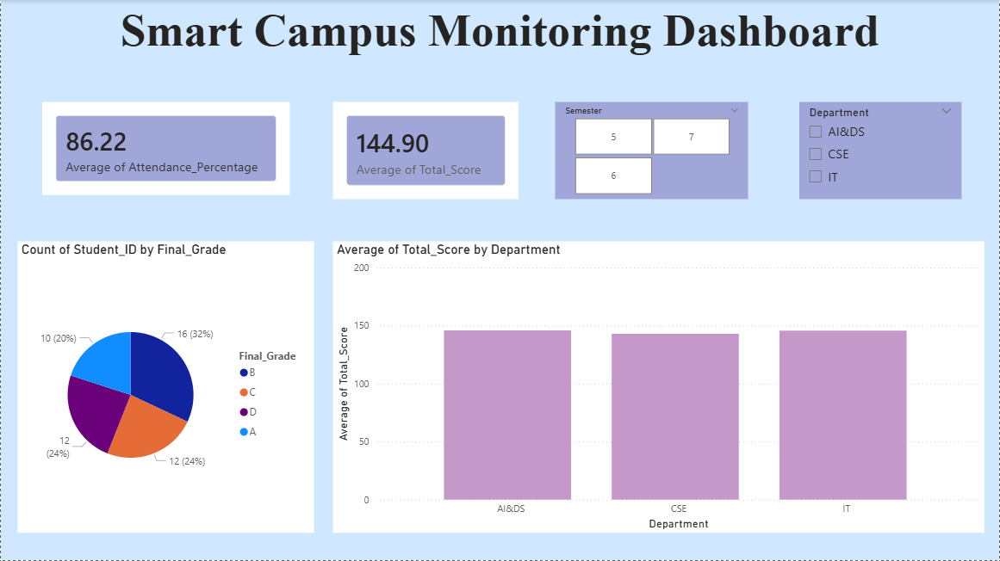 Smart Campus Monitoring Dashboard
86.22
Average of Attendance_Percentage
144.90
Average of Total_Score
Semester
5
7
6
Department
AI&DS
CSE
IT
Count of Student_ID by Final_Grade
10 (20%)
16 (32%)
12
(24%)
12 (24%)
Final_Grade
B
C
D
A
Average of Total_Score by Department
Average of Total_Score
200
150
100
50
0
AI&DS
CSE
IT
Department